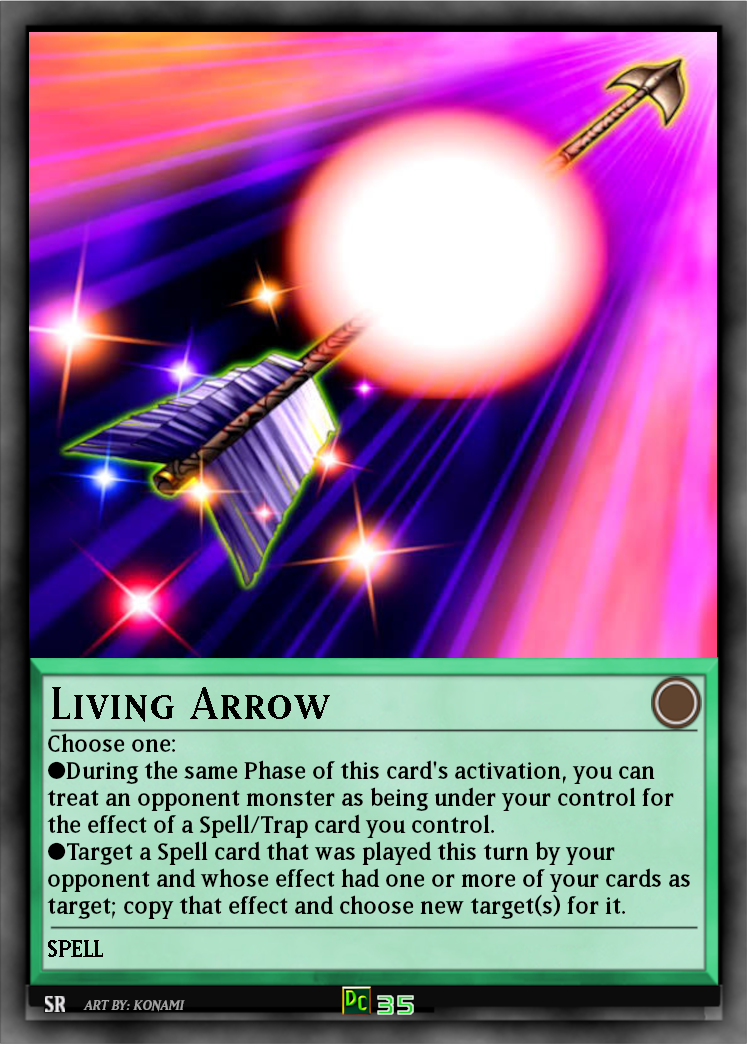 Living Arrow
Choose one:
●During the same Phase of this card's activation, you can
treat an opponent monster as being under your control for
the effect of a Spell/Trap card you control.
●Target a Spell card that was played this turn by your
opponent and whose effect had one or more of your cards as
target; copy that effect and choose new target(s) for it.
SPELL
SR ART BY: KONAMI DC 35